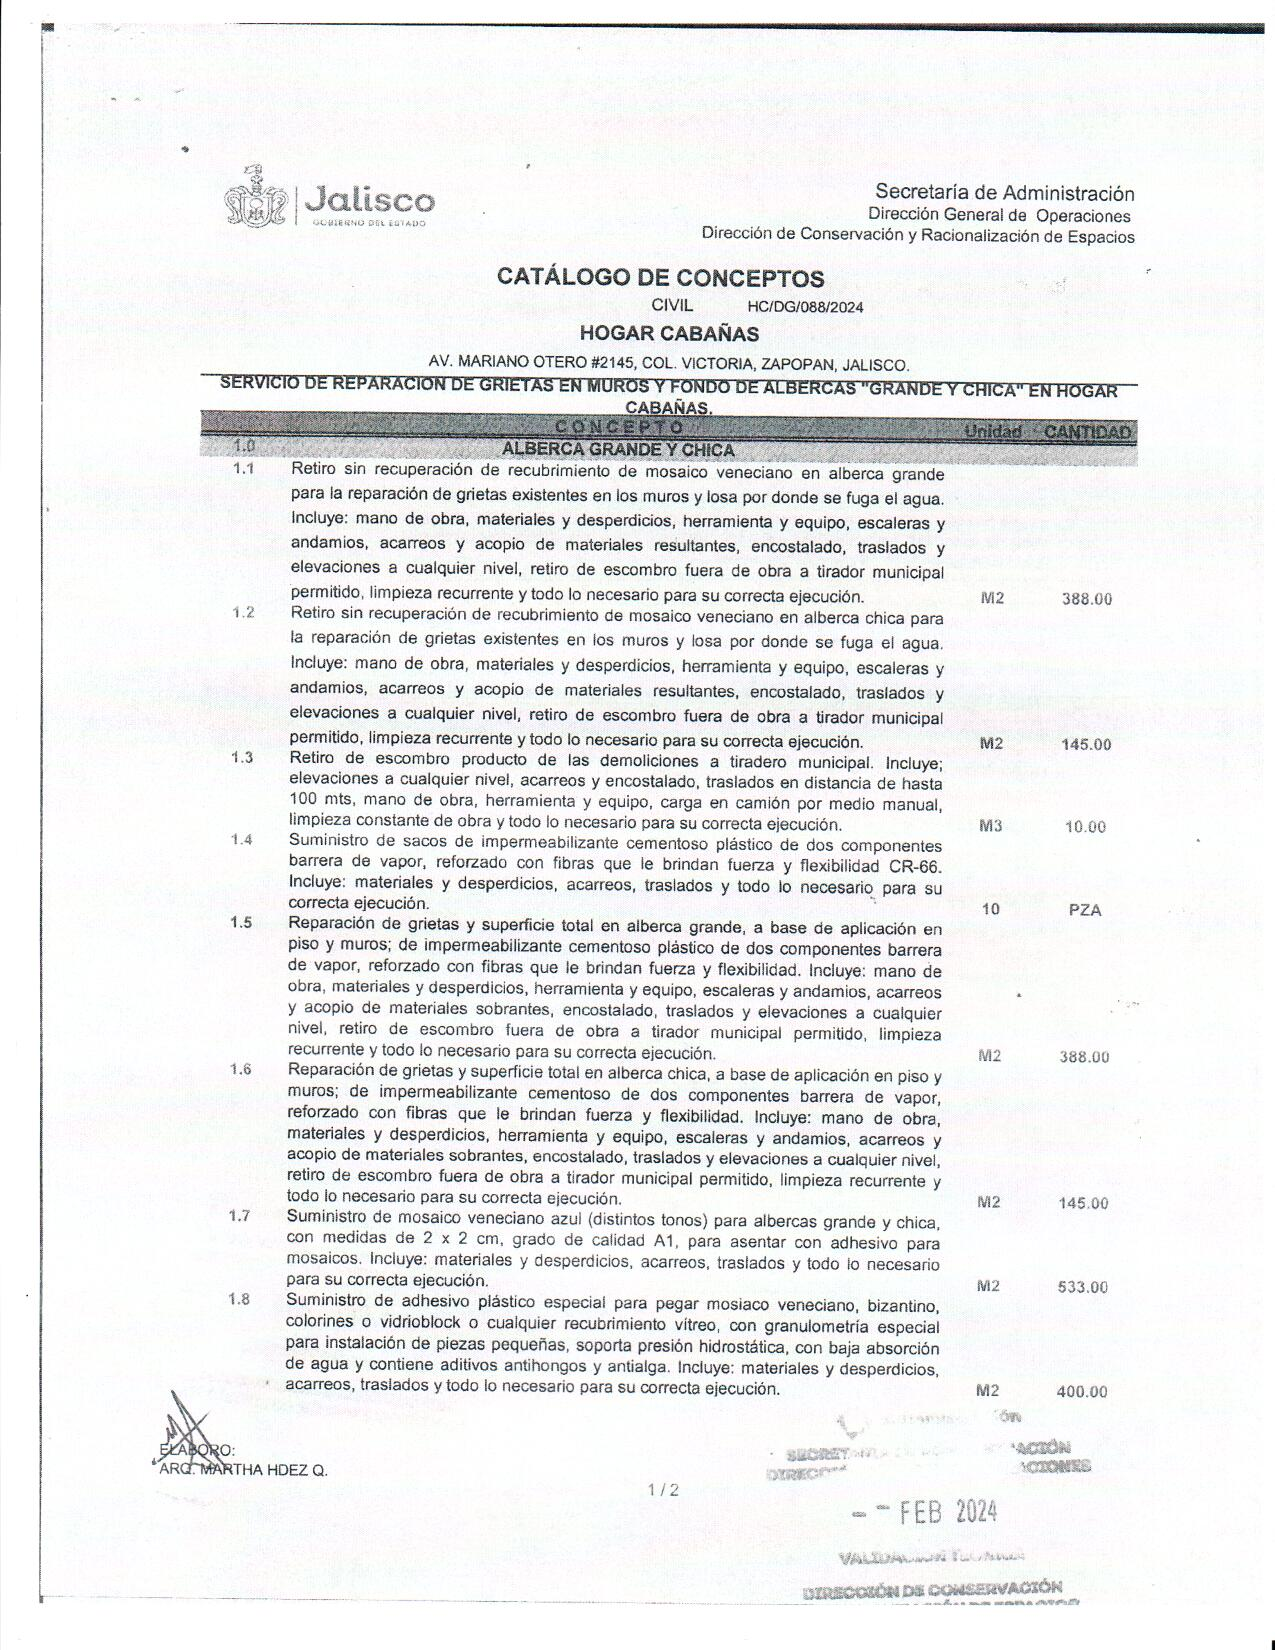 Jalisco
GOBIERNO DEL ESTADO
Secretaría de Administración
Dirección General de Operaciones
Dirección de Conservación y Racionalización de Espacios
CATÁLOGO DE CONCEPTOS
CIVIL HC/DG/088/2024
HOGAR CABAÑAS
AV. MARIANO OTERO #2145, COL. VICTORIA, ZAPOPAN, JALISCO.
SERVICIO DE REPARACION DE GRIETAS EN MUROS Y FONDO DE ALBERCAS "GRANDE Y CHICA" EN HOGAR
CABAÑAS.
CONCEPTO Unidad CANTIDAD
1.0 ALBERCA GRANDE Y CHICA
1.1 Retiro sin recuperación de recubrimiento de mosaico veneciano en alberca grande
para la reparación de grietas existentes en los muros y losa por donde se fuga el agua.
Incluye: mano de obra, materiales y desperdicios, herramienta y equipo, escaleras y
andamios, acarreos y acopio de materiales resultantes, encostalado, traslados y
elevaciones a cualquier nivel, retiro de escombro fuera de obra a tirador municipal
permitido, limpieza recurrente y todo lo necesario para su correcta ejecución. M2 388.00
1.2 Retiro sin recuperación de recubrimiento de mosaico veneciano en alberca chica para
la reparación de grietas existentes en los muros y losa por donde se fuga el agua.
Incluye: mano de obra, materiales y desperdicios, herramienta y equipo, escaleras y
andamios, acarreos y acopio de materiales resultantes, encostalado, traslados y
elevaciones a cualquier nivel, retiro de escombro fuera de obra a tirador municipal
permitido, limpieza recurrente y todo lo necesario para su correcta ejecución. M2 145.00
1.3 Retiro de escombro producto de las demoliciones a tiradero municipal. Incluye;
elevaciones a cualquier nivel, acarreos y encostalado, traslados en distancia de hasta
100 mts, mano de obra, herramienta y equipo, carga en camión por medio manual,
limpieza constante de obra y todo lo necesario para su correcta ejecución. M3 10.00
1.4 Suministro de sacos de impermeabilizante cementoso plástico de dos componentes
barrera de vapor, reforzado con fibras que le brindan fuerza y flexibilidad CR-66.
Incluye: materiales y desperdicios, acarreos, traslados y todo lo necesario para su
correcta ejecución. 10 PZA
1.5 Reparación de grietas y superficie total en alberca grande, a base de aplicación en
piso y muros; de impermeabilizante cementoso plástico de dos componentes barrera
de vapor, reforzado con fibras que le brindan fuerza y flexibilidad. Incluye: mano de
obra, materiales y desperdicios, herramienta y equipo, escaleras y andamios, acarreos
y acopio de materiales sobrantes, encostalado, traslados y elevaciones a cualquier
nivel, retiro de escombro fuera de obra a tirador municipal permitido, limpieza
recurrente y todo lo necesario para su correcta ejecución. M2 388.00
1.6 Reparación de grietas y superficie total en alberca chica, a base de aplicación en piso y
muros; de impermeabilizante cementoso de dos componentes barrera de vapor,
reforzado con fibras que le brindan fuerza y flexibilidad. Incluye: mano de obra,
materiales y desperdicios, herramienta y equipo, escaleras y andamios, acarreos y
acopio de materiales sobrantes, encostalado, traslados y elevaciones a cualquier nivel,
retiro de escombro fuera de obra a tirador municipal permitido, limpieza recurrente y
todo lo necesario para su correcta ejecución. M2 145.00
1.7 Suministro de mosaico veneciano azul (distintos tonos) para albercas grande y chica,
con medidas de 2 x 2 cm, grado de calidad A1, para asentar con adhesivo para
mosaicos. Incluye: materiales y desperdicios, acarreos, traslados y todo lo necesario
para su correcta ejecución. M2 533.00
1.8 Suministro de adhesivo plástico especial para pegar mosiaco veneciano, bizantino,
colorines o vidrioblock o cualquier recubrimiento vítreo, con granulometría especial
para instalación de piezas pequeñas, soporta presión hidrostática, con baja absorción
de agua y contiene aditivos antihongos y antialga. Incluye: materiales y desperdicios,
acarreos, traslados y todo lo necesario para su correcta ejecución. M2 400.00
ELABORO:
ARQ. MARTHA HDEZ Q.
1 / 2
FEB 2024
DIRECCIÓN DE CONSERVACIÓN